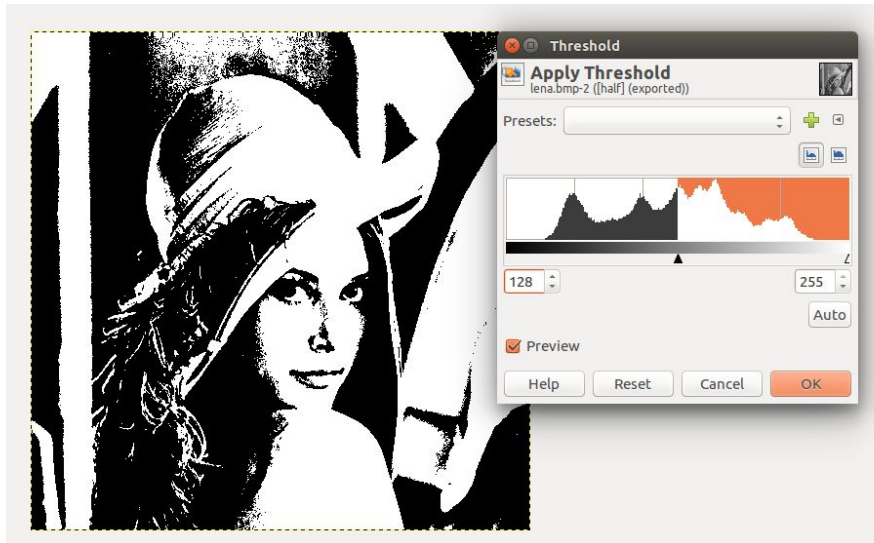 Threshold
Apply Threshold
lena.bmp-2 ([half] (exported))
Presets:
128
255
Auto
Preview
Help
Reset
Cancel
OK